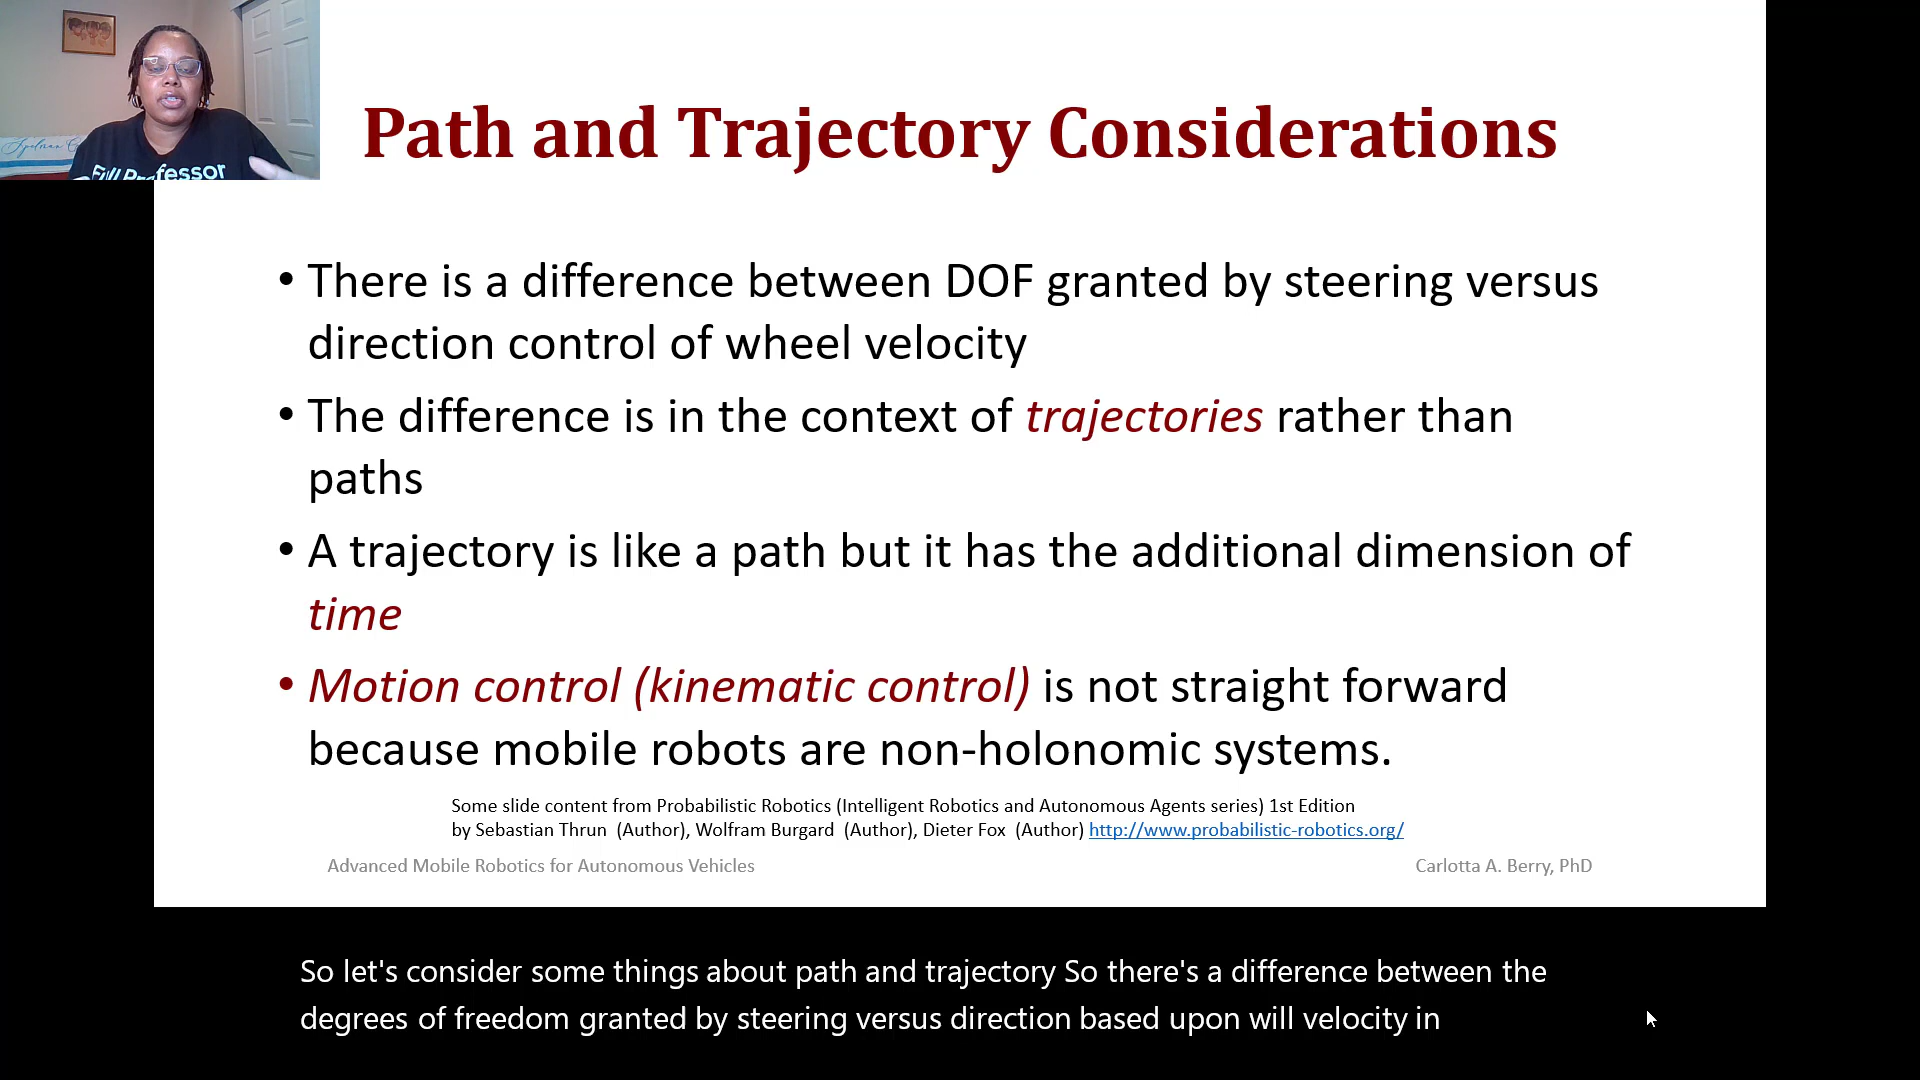 Spelman C
Full Professor
Path and Trajectory Considerations
• There is a difference between DOF granted by steering versus
direction control of wheel velocity
• The difference is in the context of trajectories rather than
paths
• A trajectory is like a path but it has the additional dimension of
time
• Motion control (kinematic control) is not straight forward
because mobile robots are non-holonomic systems.
Some slide content from Probabilistic Robotics (Intelligent Robotics and Autonomous Agents series) 1st Edition
by Sebastian Thrun (Author), Wolfram Burgard (Author), Dieter Fox (Author) http://www.probabilistic-robotics.org/
Advanced Mobile Robotics for Autonomous Vehicles
Carlotta A. Berry, PhD
So let's consider some things about path and trajectory So there's a difference between the
degrees of freedom granted by steering versus direction based upon will velocity in